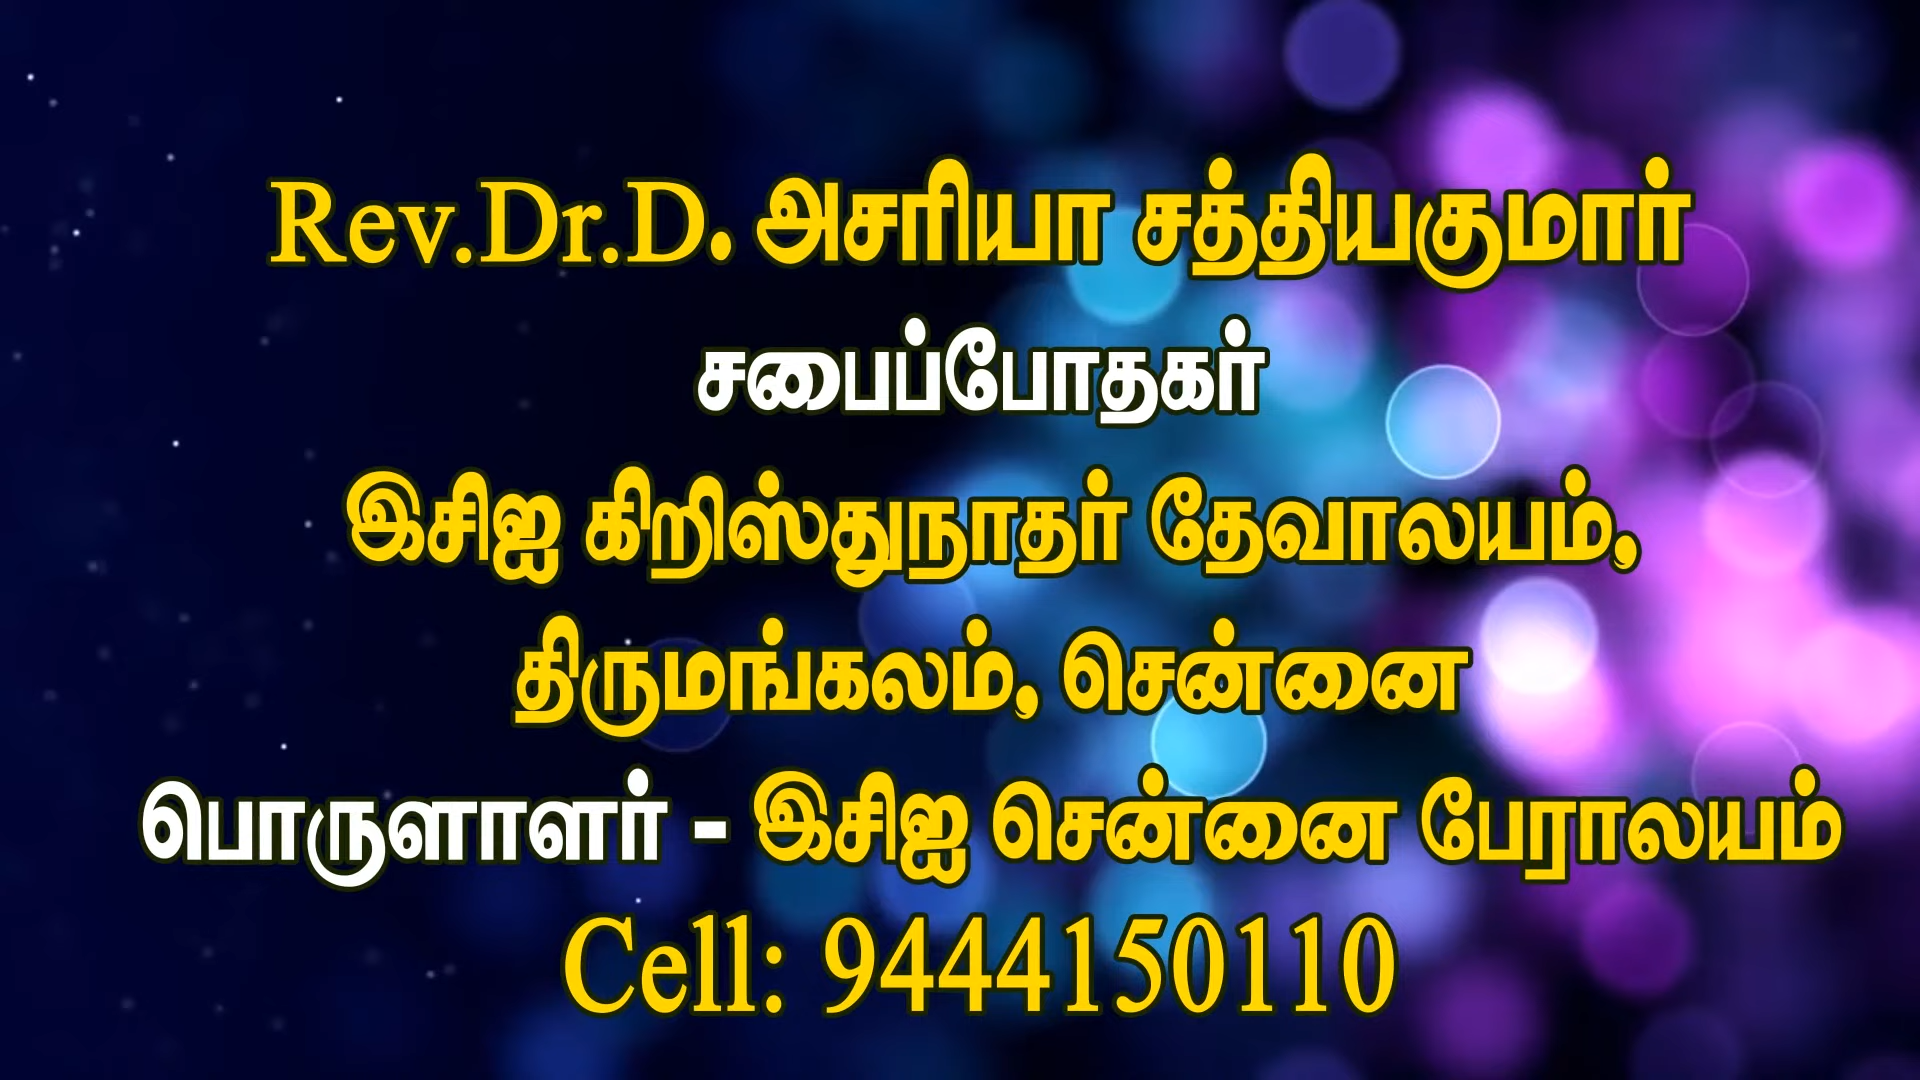 Rev.Dr.D. அசரியா சத்தியகுமார்
சபைப்போதகர்
இசிஐ கிறிஸ்துநாதர் தேவாலயம்,
திருமங்கலம், சென்னை
பொருளாளர் - இசிஐ சென்னை பேராலயம்
Cell: 9444150110